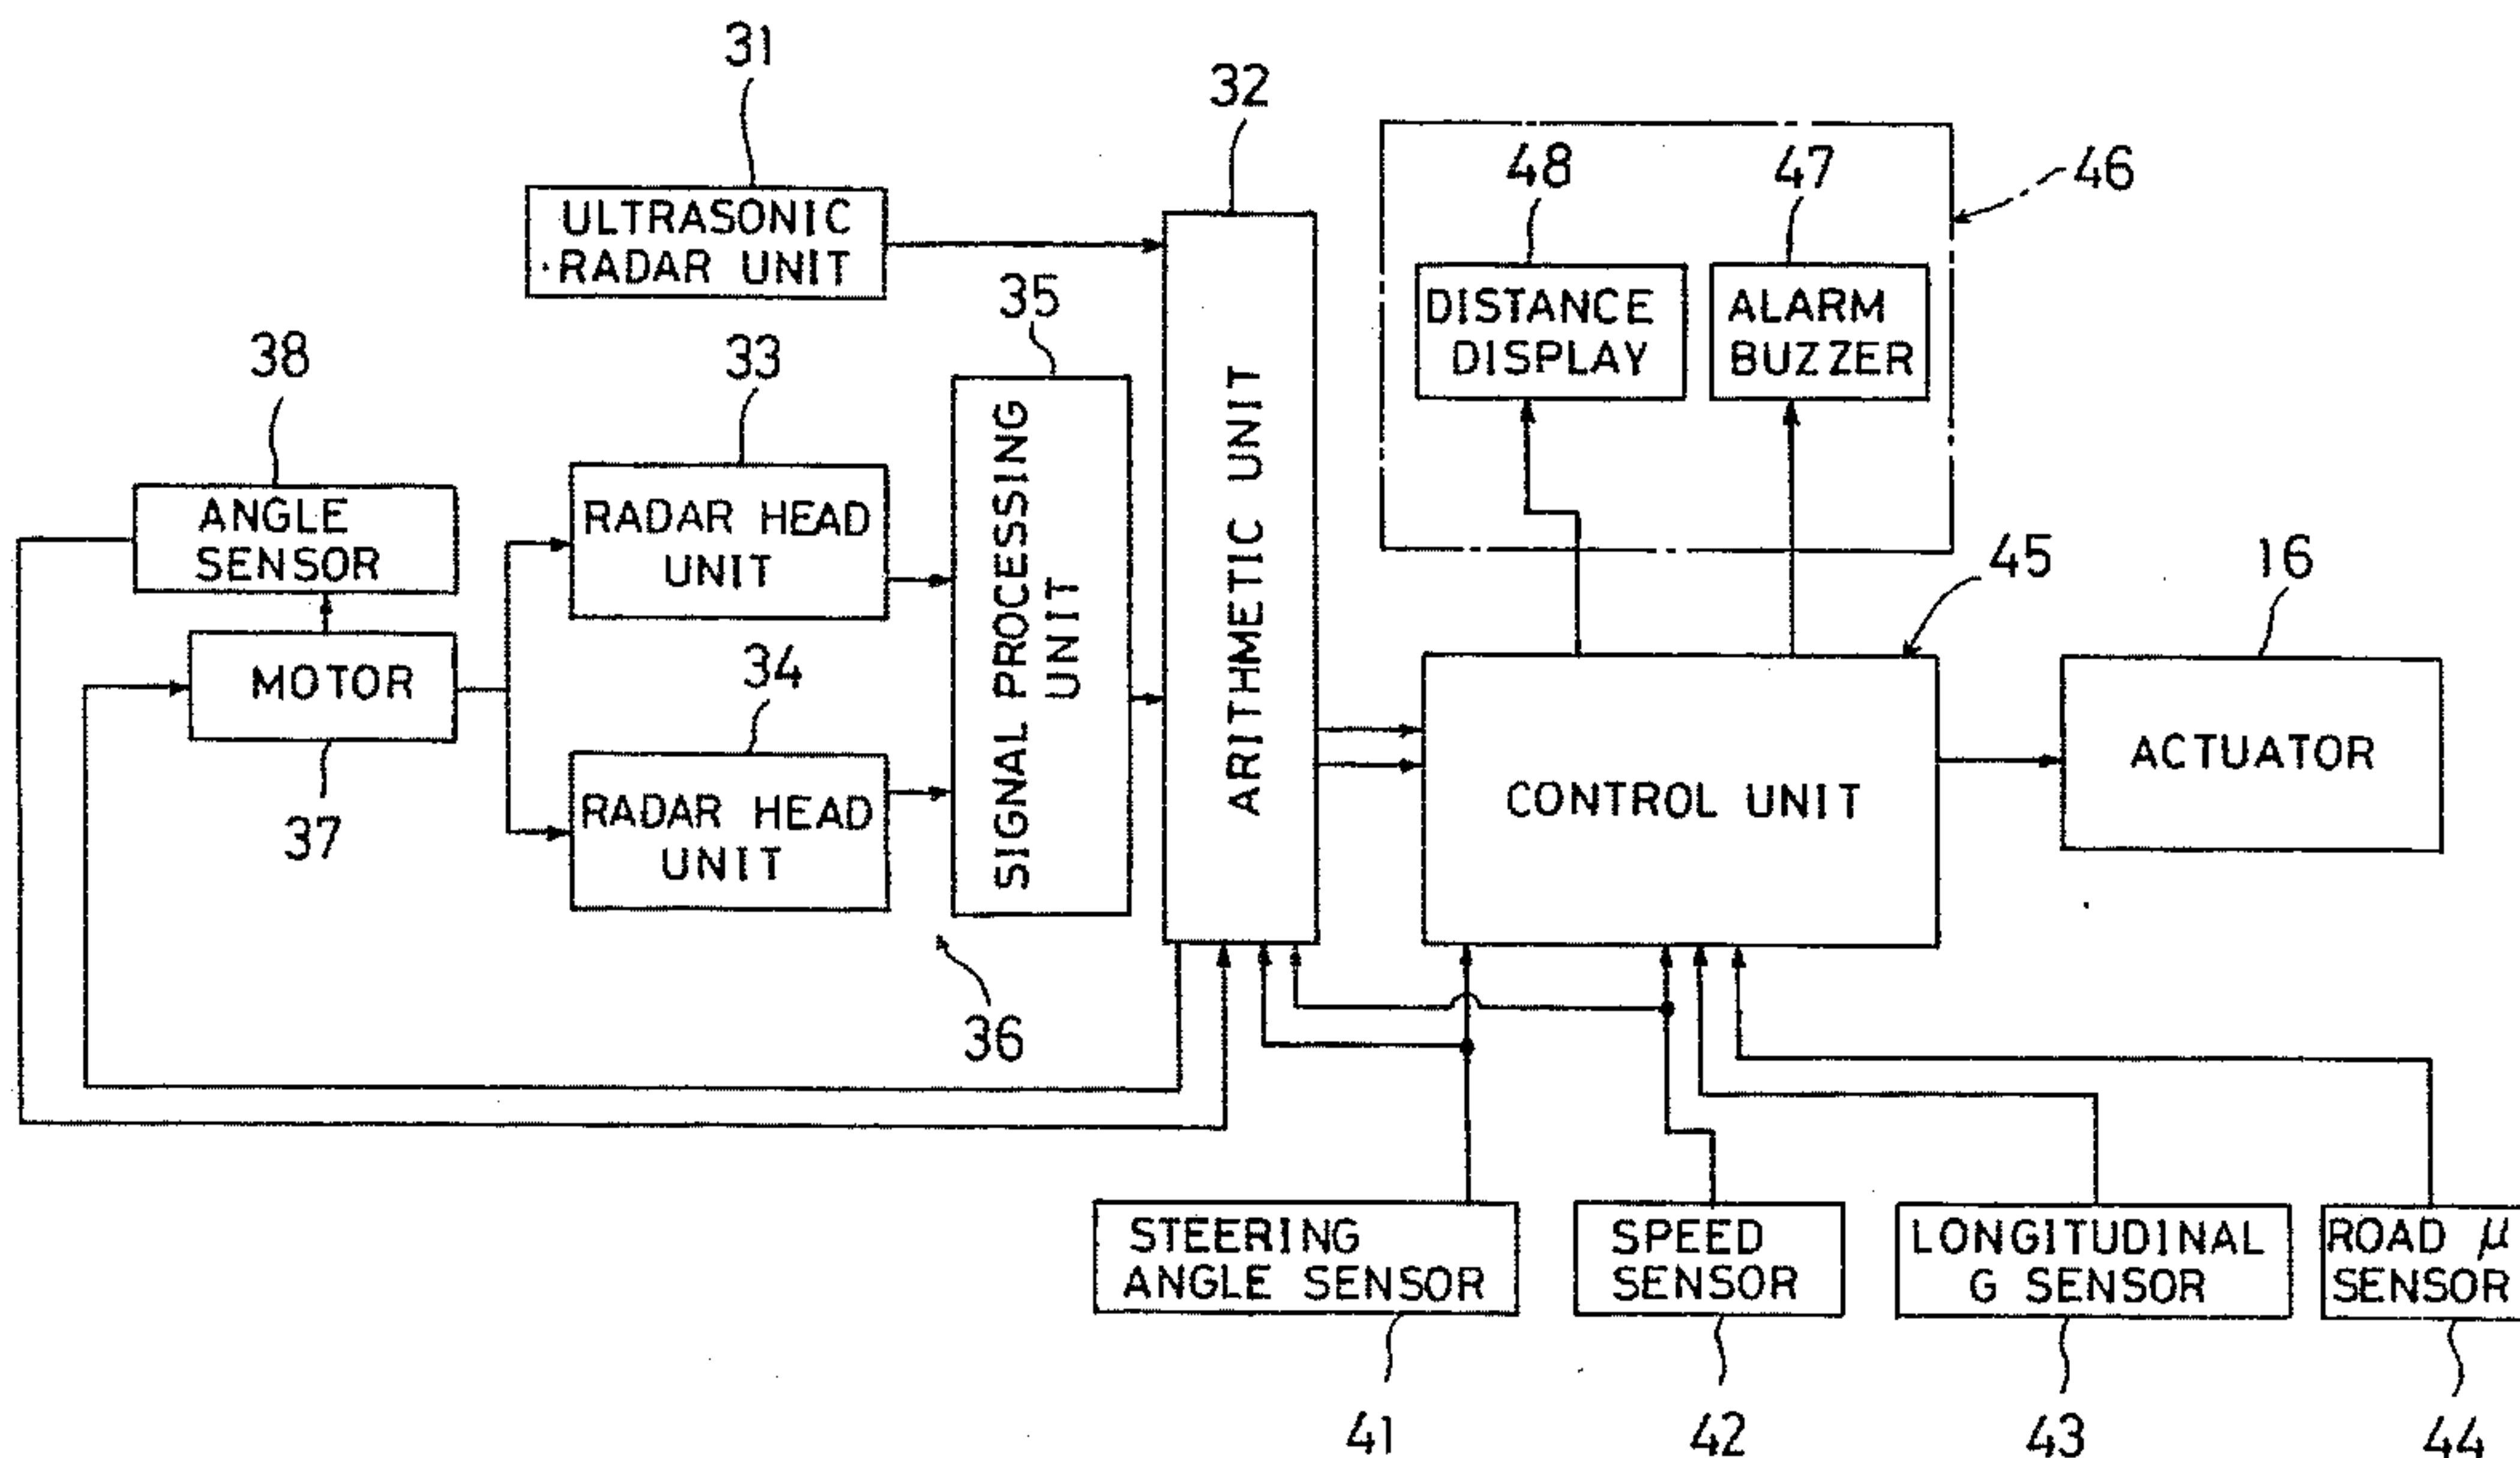 31
32
48
47
46
ULTRASONIC
RADAR UNIT
35
DISTANCE
DISPLAY
ALARM
BUZZER
38
33
ANGLE
SENSOR
RADAR HEAD
UNIT
SIGNAL PROCESSING
UNIT
ARITHMETIC UNIT
45
16
MOTOR
34
37
RADAR HEAD
UNIT
CONTROL UNIT
ACTUATOR
36
STEERING
ANGLE SENSOR
SPEED
SENSOR
LONGITUDINAL
G SENSOR
ROAD μ
SENSOR
41
42
43
44